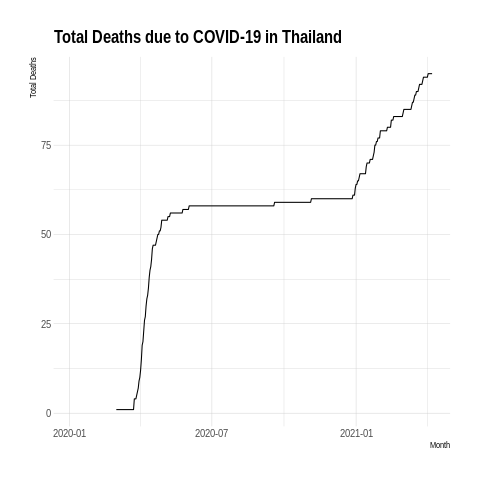 Total Deaths due to COVID-19 in Thailand
Total Deaths
75
50
25
0
2020-01
2020-07
2021-01
Month